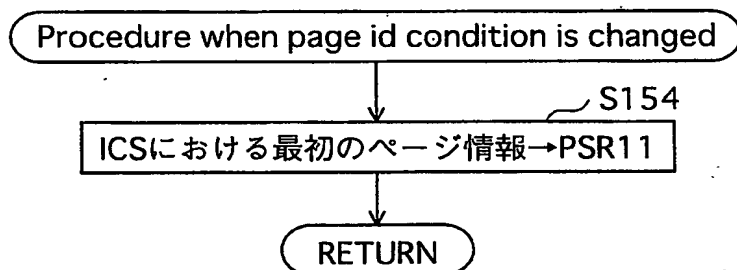 Procedure when page id condition is changed
S154
ICSにおける最初のページ情報→PSR11
RETURN